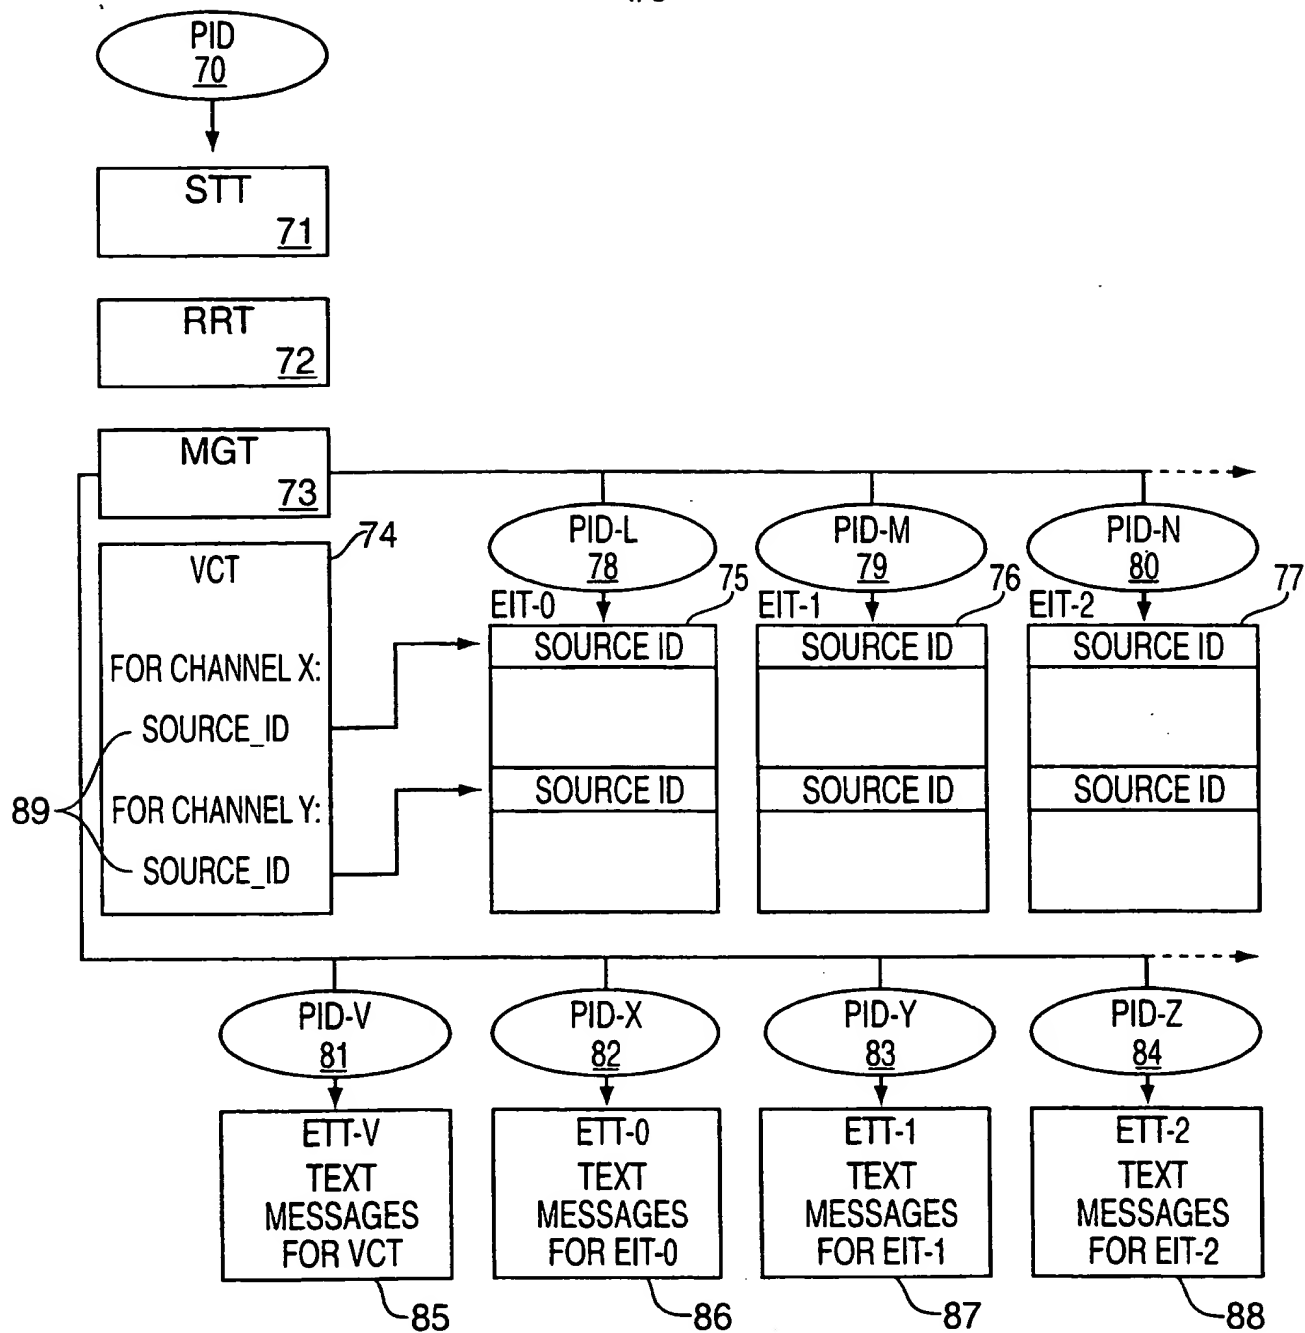 PID
70
STT
71
RRT
72
MGT
73
74
VCT
FOR CHANNEL X:
SOURCE_ID
FOR CHANNEL Y:
SOURCE_ID
89
PID-L
78
PID-M
79
PID-N
80
EIT-0
75
EIT-1
76
EIT-2
77
SOURCE ID
SOURCE ID
SOURCE ID
SOURCE ID
SOURCE ID
SOURCE ID
PID-V
81
PID-X
82
PID-Y
83
PID-Z
84
ETT-V
TEXT
MESSAGES
FOR VCT
85
ETT-0
TEXT
MESSAGES
FOR EIT-0
86
ETT-1
TEXT
MESSAGES
FOR EIT-1
87
ETT-2
TEXT
MESSAGES
FOR EIT-2
88